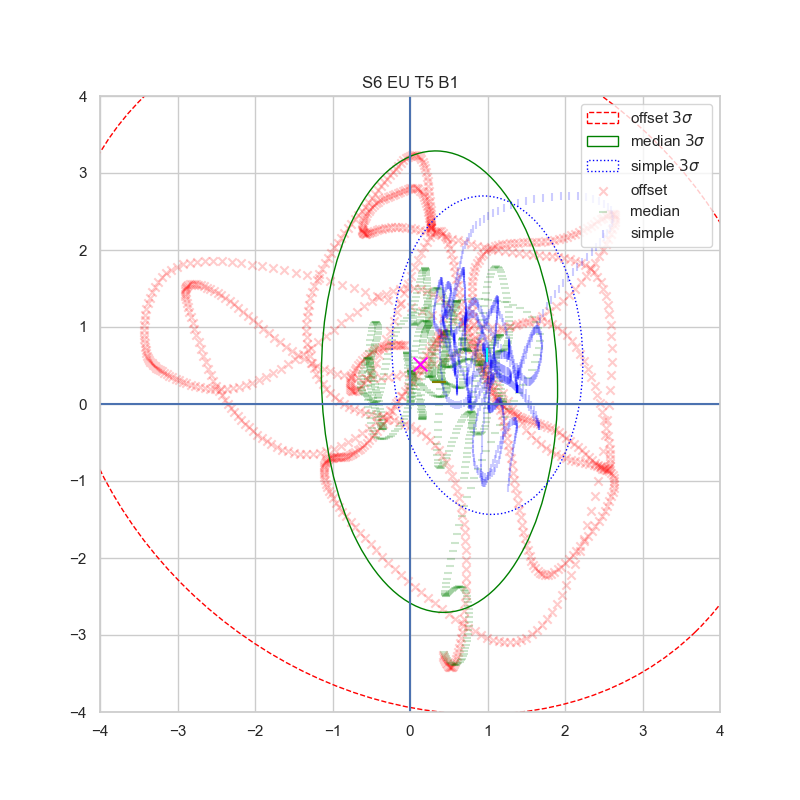 S6 EU T5 B1
offset 3σ
median 3σ
simple 3σ
offset
median
simple
4
3
2
1
0
−1
−2
−3
−4
−4 −3 −2 −1 0 1 2 3 4